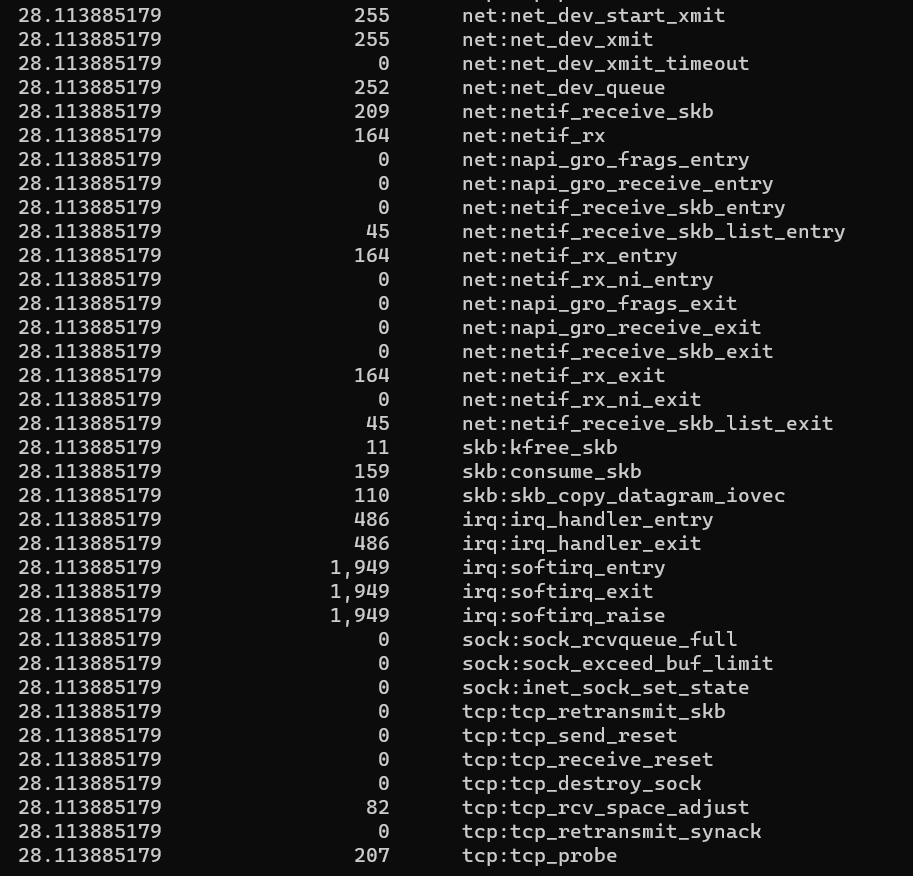 28.113885179 255 net:net_dev_start_xmit
28.113885179 255 net:net_dev_xmit
28.113885179 0 net:net_dev_xmit_timeout
28.113885179 252 net:net_dev_queue
28.113885179 209 net:netif_receive_skb
28.113885179 164 net:netif_rx
28.113885179 0 net:napi_gro_frags_entry
28.113885179 0 net:napi_gro_receive_entry
28.113885179 0 net:netif_receive_skb_entry
28.113885179 45 net:netif_receive_skb_list_entry
28.113885179 164 net:netif_rx_entry
28.113885179 0 net:netif_rx_ni_entry
28.113885179 0 net:napi_gro_frags_exit
28.113885179 0 net:napi_gro_receive_exit
28.113885179 0 net:netif_receive_skb_exit
28.113885179 164 net:netif_rx_exit
28.113885179 0 net:netif_rx_ni_exit
28.113885179 45 net:netif_receive_skb_list_exit
28.113885179 11 skb:kfree_skb
28.113885179 159 skb:consume_skb
28.113885179 110 skb:skb_copy_datagram_iovec
28.113885179 486 irq:irq_handler_entry
28.113885179 486 irq:irq_handler_exit
28.113885179 1,949 irq:softirq_entry
28.113885179 1,949 irq:softirq_exit
28.113885179 1,949 irq:softirq_raise
28.113885179 0 sock:sock_rcvqueue_full
28.113885179 0 sock:sock_exceed_buf_limit
28.113885179 0 sock:inet_sock_set_state
28.113885179 0 tcp:tcp_retransmit_skb
28.113885179 0 tcp:tcp_send_reset
28.113885179 0 tcp:tcp_receive_reset
28.113885179 0 tcp:tcp_destroy_sock
28.113885179 82 tcp:tcp_rcv_space_adjust
28.113885179 0 tcp:tcp_retransmit_synack
28.113885179 207 tcp:tcp_probe